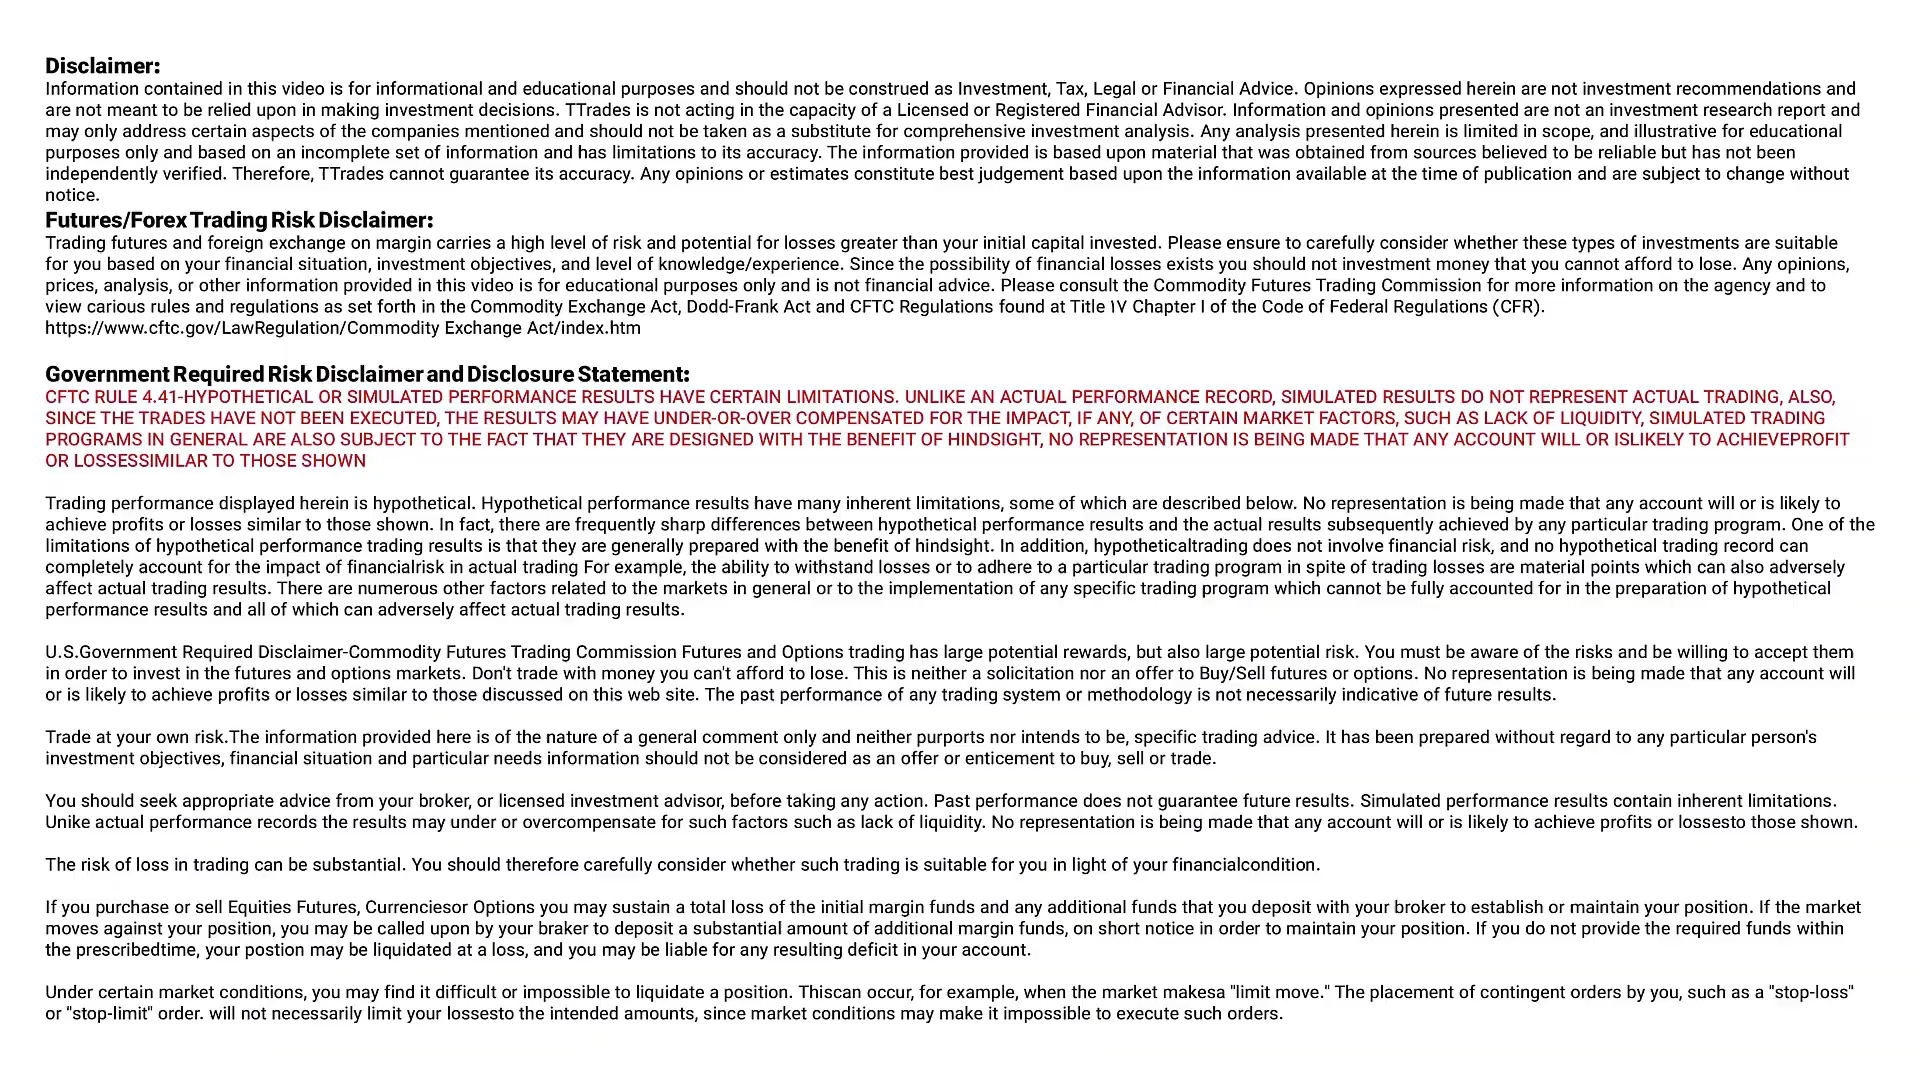 Disclaimer:
Information contained in this video is for informational and educational purposes and should not be construed as Investment, Tax, Legal or Financial Advice. Opinions expressed herein are not investment recommendations and
are not meant to be relied upon in making investment decisions. TTrades is not acting in the capacity of a Licensed or Registered Financial Advisor. Information and opinions presented are not an investment research report and
may only address certain aspects of the companies mentioned and should not be taken as a substitute for comprehensive investment analysis. Any analysis presented herein is limited in scope, and illustrative for educational
purposes only and based on an incomplete set of information and has limitations to its accuracy. The information provided is based upon material that was obtained from sources believed to be reliable but has not been
independently verified. Therefore, TTrades cannot guarantee its accuracy. Any opinions or estimates constitute best judgement based upon the information available at the time of publication and are subject to change without
notice.
Futures/Forex Trading Risk Disclaimer:
Trading futures and foreign exchange on margin carries a high level of risk and potential for losses greater than your initial capital invested. Please ensure to carefully consider whether these types of investments are suitable
for you based on your financial situation, investment objectives, and level of knowledge/experience. Since the possibility of financial losses exists you should not investment money that you cannot afford to lose. Any opinions,
prices, analysis, or other information provided in this video is for educational purposes only and is not financial advice. Please consult the Commodity Futures Trading Commission for more information on the agency and to
view carious rules and regulations as set forth in the Commodity Exchange Act, Dodd-Frank Act and CFTC Regulations found at Title 1V Chapter I of the Code of Federal Regulations (CFR).
https://www.cftc.gov/LawRegulation/Commodity Exchange Act/index.htm
Government Required Risk Disclaimer and Disclosure Statement:
CFTC RULE 4.41-HYPOTHETICAL OR SIMULATED PERFORMANCE RESULTS HAVE CERTAIN LIMITATIONS. UNLIKE AN ACTUAL PERFORMANCE RECORD, SIMULATED RESULTS DO NOT REPRESENT ACTUAL TRADING, ALSO,
SINCE THE TRADES HAVE NOT BEEN EXECUTED, THE RESULTS MAY HAVE UNDER-OR-OVER COMPENSATED FOR THE IMPACT, IF ANY, OF CERTAIN MARKET FACTORS, SUCH AS LACK OF LIQUIDITY, SIMULATED TRADING
PROGRAMS IN GENERAL ARE ALSO SUBJECT TO THE FACT THAT THEY ARE DESIGNED WITH THE BENEFIT OF HINDSIGHT, NO REPRESENTATION IS BEING MADE THAT ANY ACCOUNT WILL OR ISLIKELY TO ACHIEVEPROFIT
OR LOSSESSIMILAR TO THOSE SHOWN
Trading performance displayed herein is hypothetical. Hypothetical performance results have many inherent limitations, some of which are described below. No representation is being made that any account will or is likely to
achieve profits or losses similar to those shown. In fact, there are frequently sharp differences between hypothetical performance results and the actual results subsequently achieved by any particular trading program. One of the
limitations of hypothetical performance trading results is that they are generally prepared with the benefit of hindsight. In addition, hypotheticaltrading does not involve financial risk, and no hypothetical trading record can
completely account for the impact of financialrisk in actual trading For example, the ability to withstand losses or to adhere to a particular trading program in spite of trading losses are material points which can also adversely
affect actual trading results. There are numerous other factors related to the markets in general or to the implementation of any specific trading program which cannot be fully accounted for in the preparation of hypothetical
performance results and all of which can adversely affect actual trading results.
U.S.Government Required Disclaimer-Commodity Futures Trading Commission Futures and Options trading has large potential rewards, but also large potential risk. You must be aware of the risks and be willing to accept them
in order to invest in the futures and options markets. Don't trade with money you can't afford to lose. This is neither a solicitation nor an offer to Buy/Sell futures or options. No representation is being made that any account will
or is likely to achieve profits or losses similar to those discussed on this web site. The past performance of any trading system or methodology is not necessarily indicative of future results.
Trade at your own risk.The information provided here is of the nature of a general comment only and neither purports nor intends to be, specific trading advice. It has been prepared without regard to any particular person's
investment objectives, financial situation and particular needs information should not be considered as an offer or enticement to buy, sell or trade.
You should seek appropriate advice from your broker, or licensed investment advisor, before taking any action. Past performance does not guarantee future results. Simulated performance results contain inherent limitations.
Unike actual performance records the results may under or overcompensate for such factors such as lack of liquidity. No representation is being made that any account will or is likely to achieve profits or lossesto those shown.
The risk of loss in trading can be substantial. You should therefore carefully consider whether such trading is suitable for you in light of your financialcondition.
If you purchase or sell Equities Futures, Currenciesor Options you may sustain a total loss of the initial margin funds and any additional funds that you deposit with your broker to establish or maintain your position. If the market
moves against your position, you may be called upon by your braker to deposit a substantial amount of additional margin funds, on short notice in order to maintain your position. If you do not provide the required funds within
the prescribedtime, your postion may be liquidated at a loss, and you may be liable for any resulting deficit in your account.
Under certain market conditions, you may find it difficult or impossible to liquidate a position. Thiscan occur, for example, when the market makesa "limit move." The placement of contingent orders by you, such as a "stop-loss"
or "stop-limit" order. will not necessarily limit your lossesto the intended amounts, since market conditions may make it impossible to execute such orders.